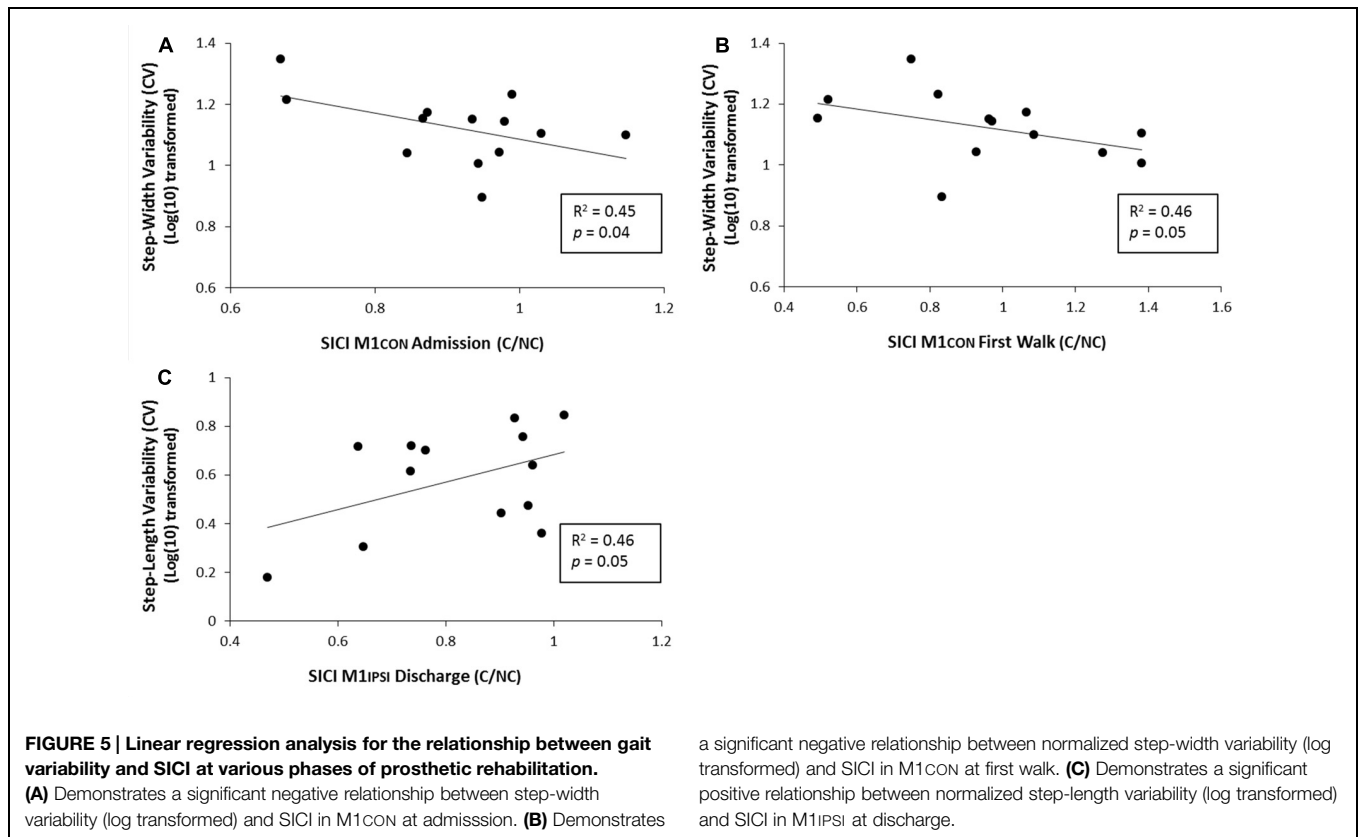 A
1.4
1.2
1
0.8
0.6
0.6
0.8
1
1.2
Step-Width Variability (CV)
(Log(10) transformed)
SICI M1CON Admission (C/NC)
R² = 0.45
p = 0.04
B
1.4
1.2
1
0.8
0.6
0.4
0.6
0.8
1
1.2
1.4
1.6
Step-Width Variability (CV)
(Log(10) transformed)
SICI M1CON First Walk (C/NC)
R² = 0.46
p = 0.05
C
1
0.8
0.6
0.4
0.2
0
0.4
0.6
0.8
1
1.2
Step-Length Variability (CV)
(Log(10) transformed)
SICI M1IPSI Discharge (C/NC)
R² = 0.46
p = 0.05
FIGURE 5 | Linear regression analysis for the relationship between gait
variability and SICI at various phases of prosthetic rehabilitation.
(A) Demonstrates a significant negative relationship between step-width
variability (log transformed) and SICI in M1CON at admisssion. (B) Demonstrates
a significant negative relationship between normalized step-width variability (log
transformed) and SICI in M1CON at first walk. (C) Demonstrates a significant
positive relationship between normalized step-length variability (log transformed)
and SICI in M1IPSI at discharge.